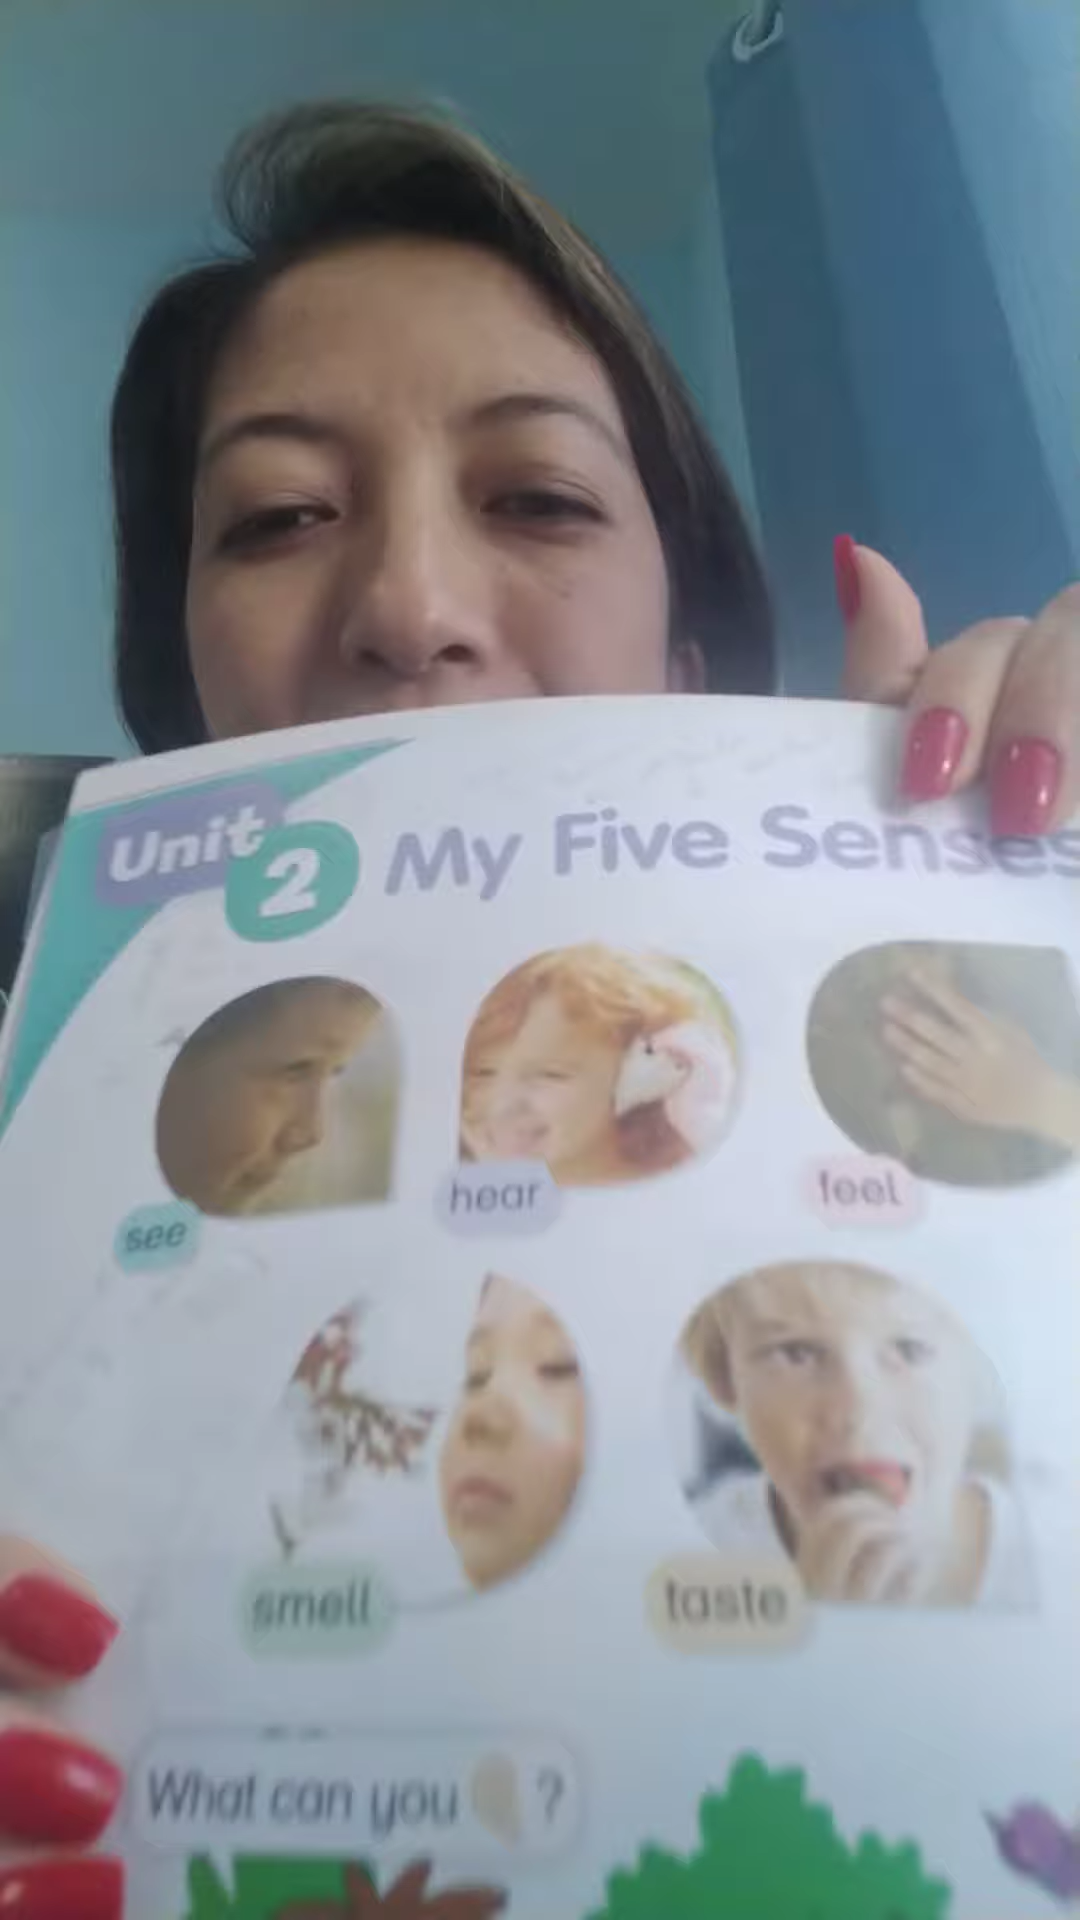 Unit 2 My Five Senses
see
hear
feel
smell
taste
What can you ?